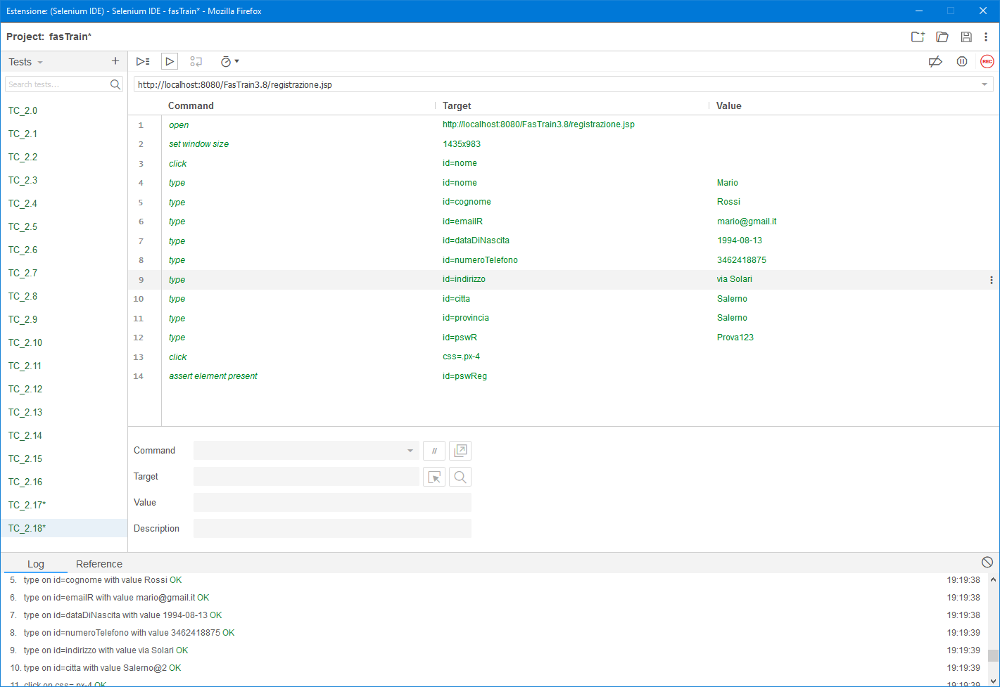 Estensione: (Selenium IDE) - Selenium IDE - fasTrain* - Mozilla Firefox
Project: fasTrain*
Tests +
REC
Search tests...
http://localhost:8080/FasTrain3.8/registrazione.jsp
Command Target Value
1 open http://localhost:8080/FasTrain3.8/registrazione.jsp
2 set window size 1435x983
3 click id=nome
4 type id=nome Mario
5 type id=cognome Rossi
6 type id=emailR mario@gmail.it
7 type id=dataDiNascita 1994-08-13
8 type id=numeroTelefono 3462418875
9 type id=indirizzo via Solari
10 type id=citta Salerno
11 type id=provincia Salerno
12 type id=pswR Prova123
13 click css=.px-4
14 assert element present id=pswReg
TC_2.0
TC_2.1
TC_2.2
TC_2.3
TC_2.4
TC_2.5
TC_2.6
TC_2.7
TC_2.8
TC_2.9
TC_2.10
TC_2.11
TC_2.12
TC_2.13
TC_2.14
TC_2.15
TC_2.16
TC_2.17*
TC_2.18*
Command //
Target
Value
Description
Log Reference
5. type on id=cognome with value Rossi OK 19:19:38
6. type on id=emailR with value mario@gmail.it OK 19:19:38
7. type on id=dataDiNascita with value 1994-08-13 OK 19:19:38
8. type on id=numeroTelefono with value 3462418875 OK 19:19:39
9. type on id=indirizzo with value via Solari OK 19:19:39
10. type on id=citta with value Salerno@2 OK 19:19:39
11. click on css=.px-4 OK 19:19:39